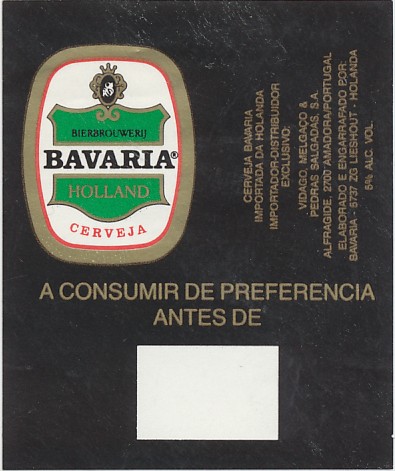 BIERBROUWERIJ
BAVARIA®
HOLLAND
CERVEJA
CERVEJA BAVARIA
IMPORTADA DA HOLANDA
IMPORTADOR-DISTRIBUIDOR
EXCLUSIVO:
VIDAGO, MELGAÇO &
PEDRAS SALGADAS, S.A.
ALFRAGIDE, 2700 AMADORA/PORTUGAL
ELABORADO E ENGARRAFADO POR:
BAVARIA - 5737 ZG LIESHOUT - HOLANDA
5% ALC. VOL.
A CONSUMIR DE PREFERENCIA
ANTES DE